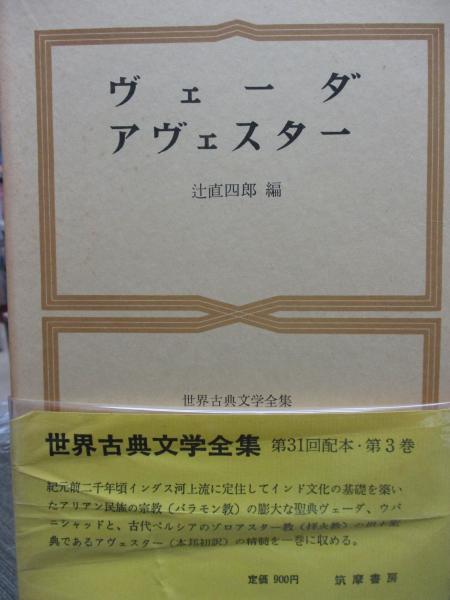 ヴェーダ
アヴェスター
辻直四郎 編
世界古典文学全集
世界古典文学全集 第31回配本・第3巻
紀元前二千年頃インダス河上流に定住してインド文化の基礎を築い
たアリアン民族の宗教(バラモン教)の膨大な聖典ヴェーダ、ウパ
ニシャッドと、古代ペルシアのゾロアスター教(拝火教)の
典であるアヴェスター(本邦初訳)の精髄を一巻に収める。
定価 900円 筑摩書房